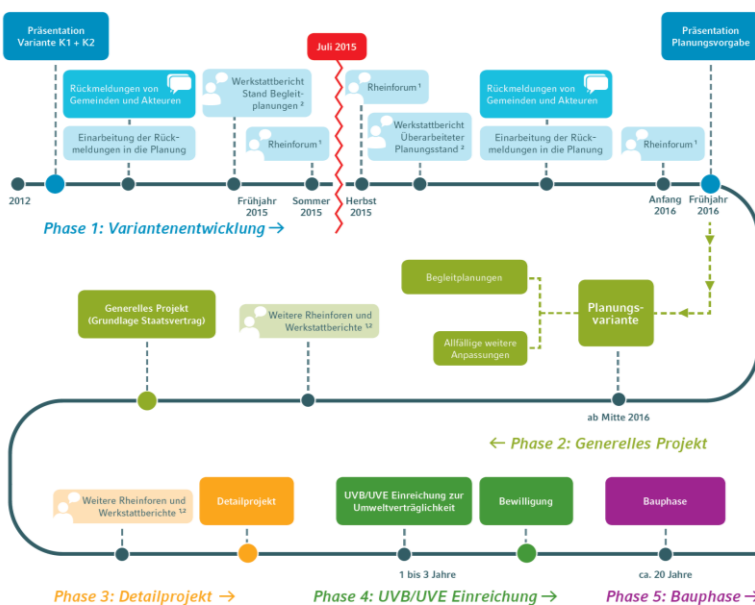 Präsentation
Variante K1 + K2
Juli 2015
Präsentation
Planungsvorgabe
Rückmeldungen von
Gemeinden und Akteuren
Einarbeitung der Rück-
meldungen in die Planung
Werkstattbericht
Stand Begleit-
planungen ²
Rheinforum ¹
Rheinforum ¹
Werkstattbericht
Überarbeiteter
Planungsstand ²
Rückmeldungen von
Gemeinden und Akteuren
Einarbeitung der Rück-
meldungen in die Planung
Rheinforum ¹
2012
Frühjahr
2015
Sommer
2015
Herbst
2015
Anfang
2016
Frühjahr
2016
Phase 1: Variantenentwicklung →
Generelles Projekt
(Grundlage Staatsvertrag)
Weitere Rheinforen und
Werkstattberichte ¹,²
Begleitplanungen
Allfällige weitere
Anpassungen
Planungs-
variante
ab Mitte 2016
← Phase 2: Generelles Projekt
Weitere Rheinforen und
Werkstattberichte ¹,²
Detailprojekt
UVB/UVE Einreichung zur
Umweltverträglichkeit
Bewilligung
Bauphase
1 bis 3 Jahre
ca. 20 Jahre
Phase 3: Detailprojekt →
Phase 4: UVB/UVE Einreichung →
Phase 5: Bauphase →